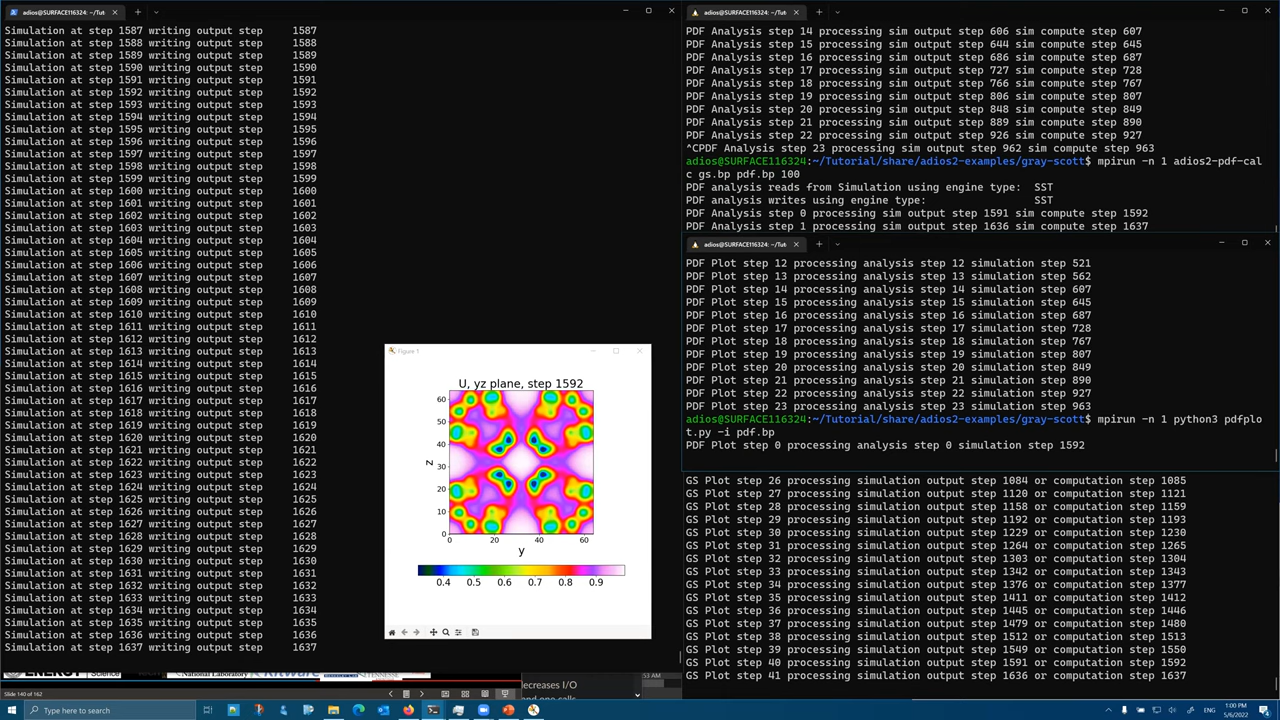 adios@SURFACE116324: ~/Tut
Simulation at step 1587 writing output step 1587
Simulation at step 1588 writing output step 1588
Simulation at step 1589 writing output step 1589
Simulation at step 1590 writing output step 1590
Simulation at step 1591 writing output step 1591
Simulation at step 1592 writing output step 1592
Simulation at step 1593 writing output step 1593
Simulation at step 1594 writing output step 1594
Simulation at step 1595 writing output step 1595
Simulation at step 1596 writing output step 1596
Simulation at step 1597 writing output step 1597
Simulation at step 1598 writing output step 1598
Simulation at step 1599 writing output step 1599
Simulation at step 1600 writing output step 1600
Simulation at step 1601 writing output step 1601
Simulation at step 1602 writing output step 1602
Simulation at step 1603 writing output step 1603
Simulation at step 1604 writing output step 1604
Simulation at step 1605 writing output step 1605
Simulation at step 1606 writing output step 1606
Simulation at step 1607 writing output step 1607
Simulation at step 1608 writing output step 1608
Simulation at step 1609 writing output step 1609
Simulation at step 1610 writing output step 1610
Simulation at step 1611 writing output step 1611
Simulation at step 1612 writing output step 1612
Simulation at step 1613 writing output step 1613
Simulation at step 1614 writing output step 1614
Simulation at step 1615 writing output step 1615
Simulation at step 1616 writing output step 1616
Simulation at step 1617 writing output step 1617
Simulation at step 1618 writing output step 1618
Simulation at step 1619 writing output step 1619
Simulation at step 1620 writing output step 1620
Simulation at step 1621 writing output step 1621
Simulation at step 1622 writing output step 1622
Simulation at step 1623 writing output step 1623
Simulation at step 1624 writing output step 1624
Simulation at step 1625 writing output step 1625
Simulation at step 1626 writing output step 1626
Simulation at step 1627 writing output step 1627
Simulation at step 1628 writing output step 1628
Simulation at step 1629 writing output step 1629
Simulation at step 1630 writing output step 1630
Simulation at step 1631 writing output step 1631
Simulation at step 1632 writing output step 1632
Simulation at step 1633 writing output step 1633
Simulation at step 1634 writing output step 1634
Simulation at step 1635 writing output step 1635
Simulation at step 1636 writing output step 1636
Simulation at step 1637 writing output step 1637
Figure 1
U, yz plane, step 1592
60
50
40
z
30
20
10
0
0 20 40 60
y
0.4 0.5 0.6 0.7 0.8 0.9
adios@SURFACE116324: ~/Tut
PDF Analysis step 14 processing sim output step 606 sim compute step 607
PDF Analysis step 15 processing sim output step 644 sim compute step 645
PDF Analysis step 16 processing sim output step 686 sim compute step 687
PDF Analysis step 17 processing sim output step 727 sim compute step 728
PDF Analysis step 18 processing sim output step 766 sim compute step 767
PDF Analysis step 19 processing sim output step 806 sim compute step 807
PDF Analysis step 20 processing sim output step 848 sim compute step 849
PDF Analysis step 21 processing sim output step 889 sim compute step 890
PDF Analysis step 22 processing sim output step 926 sim compute step 927
^CPDF Analysis step 23 processing sim output step 962 sim compute step 963
adios@SURFACE116324:~/Tutorial/share/adios2-examples/gray-scott$ mpirun -n 1 adios2-pdf-cal
c gs.bp pdf.bp 100
PDF analysis reads from Simulation using engine type: SST
PDF analysis writes using engine type: SST
PDF Analysis step 0 processing sim output step 1591 sim compute step 1592
PDF Analysis step 1 processing sim output step 1636 sim compute step 1637
adios@SURFACE116324: ~/Tut
PDF Plot step 12 processing analysis step 12 simulation step 521
PDF Plot step 13 processing analysis step 13 simulation step 562
PDF Plot step 14 processing analysis step 14 simulation step 607
PDF Plot step 15 processing analysis step 15 simulation step 645
PDF Plot step 16 processing analysis step 16 simulation step 687
PDF Plot step 17 processing analysis step 17 simulation step 728
PDF Plot step 18 processing analysis step 18 simulation step 767
PDF Plot step 19 processing analysis step 19 simulation step 807
PDF Plot step 20 processing analysis step 20 simulation step 849
PDF Plot step 21 processing analysis step 21 simulation step 890
PDF Plot step 22 processing analysis step 22 simulation step 927
PDF Plot step 23 processing analysis step 23 simulation step 963
adios@SURFACE116324:~/Tutorial/share/adios2-examples/gray-scott$ mpirun -n 1 python3 pdfplo
t.py -i pdf.bp
PDF Plot step 0 processing analysis step 0 simulation step 1592
GS Plot step 26 processing simulation output step 1084 or computation step 1085
GS Plot step 27 processing simulation output step 1120 or computation step 1121
GS Plot step 28 processing simulation output step 1158 or computation step 1159
GS Plot step 29 processing simulation output step 1192 or computation step 1193
GS Plot step 30 processing simulation output step 1229 or computation step 1230
GS Plot step 31 processing simulation output step 1264 or computation step 1265
GS Plot step 32 processing simulation output step 1303 or computation step 1304
GS Plot step 33 processing simulation output step 1342 or computation step 1343
GS Plot step 34 processing simulation output step 1376 or computation step 1377
GS Plot step 35 processing simulation output step 1411 or computation step 1412
GS Plot step 36 processing simulation output step 1445 or computation step 1446
GS Plot step 37 processing simulation output step 1479 or computation step 1480
GS Plot step 38 processing simulation output step 1512 or computation step 1513
GS Plot step 39 processing simulation output step 1549 or computation step 1550
GS Plot step 40 processing simulation output step 1591 or computation step 1592
GS Plot step 41 processing simulation output step 1636 or computation step 1637
ENERGY Science National Laboratory Kitware TENNESSEE
decreases I/O
:53 AM
and one calls
Slide 140 of 162
Type here to search
ENG
1:00 PM
5/6/2022